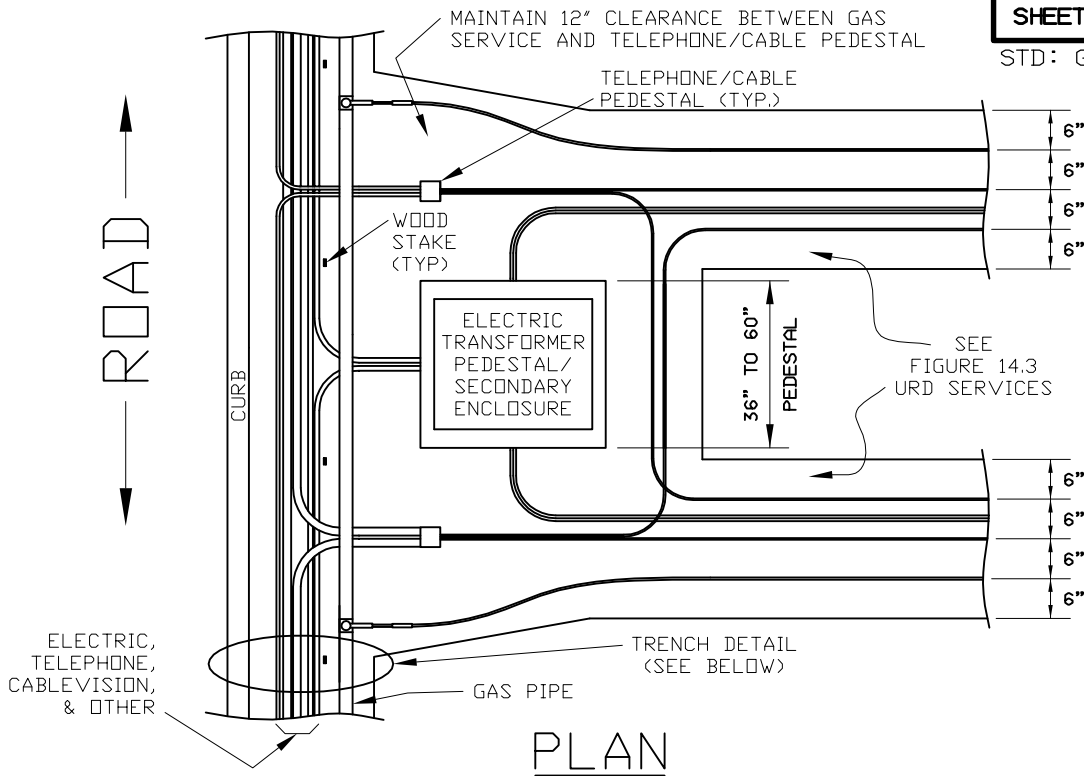 MAINTAIN 12" CLEARANCE BETWEEN GAS
SERVICE AND TELEPHONE/CABLE PEDESTAL
SHEET
STD: G
TELEPHONE/CABLE
PEDESTAL (TYP.)
6"
6"
6"
6"
ROAD
WOOD
STAKE
(TYP)
CURB
ELECTRIC
TRANSFORMER
PEDESTAL/
SECONDARY
ENCLOSURE
36" TO 60"
PEDESTAL
SEE
FIGURE 14.3
URD SERVICES
6"
6"
6"
6"
ELECTRIC,
TELEPHONE,
CABLEVISION,
& OTHER
TRENCH DETAIL
(SEE BELOW)
GAS PIPE
PLAN